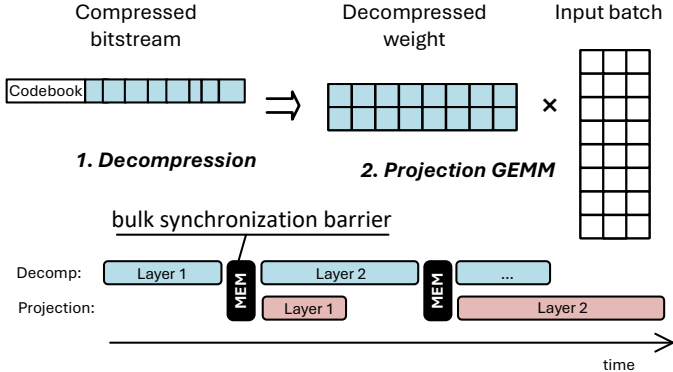 Compressed
bitstream
Decompressed
weight
Input batch
Codebook
×
1. Decompression
2. Projection GEMM
bulk synchronization barrier
Decomp:
Layer 1
MEM
Layer 2
MEM
...
Projection:
Layer 1
Layer 2
time